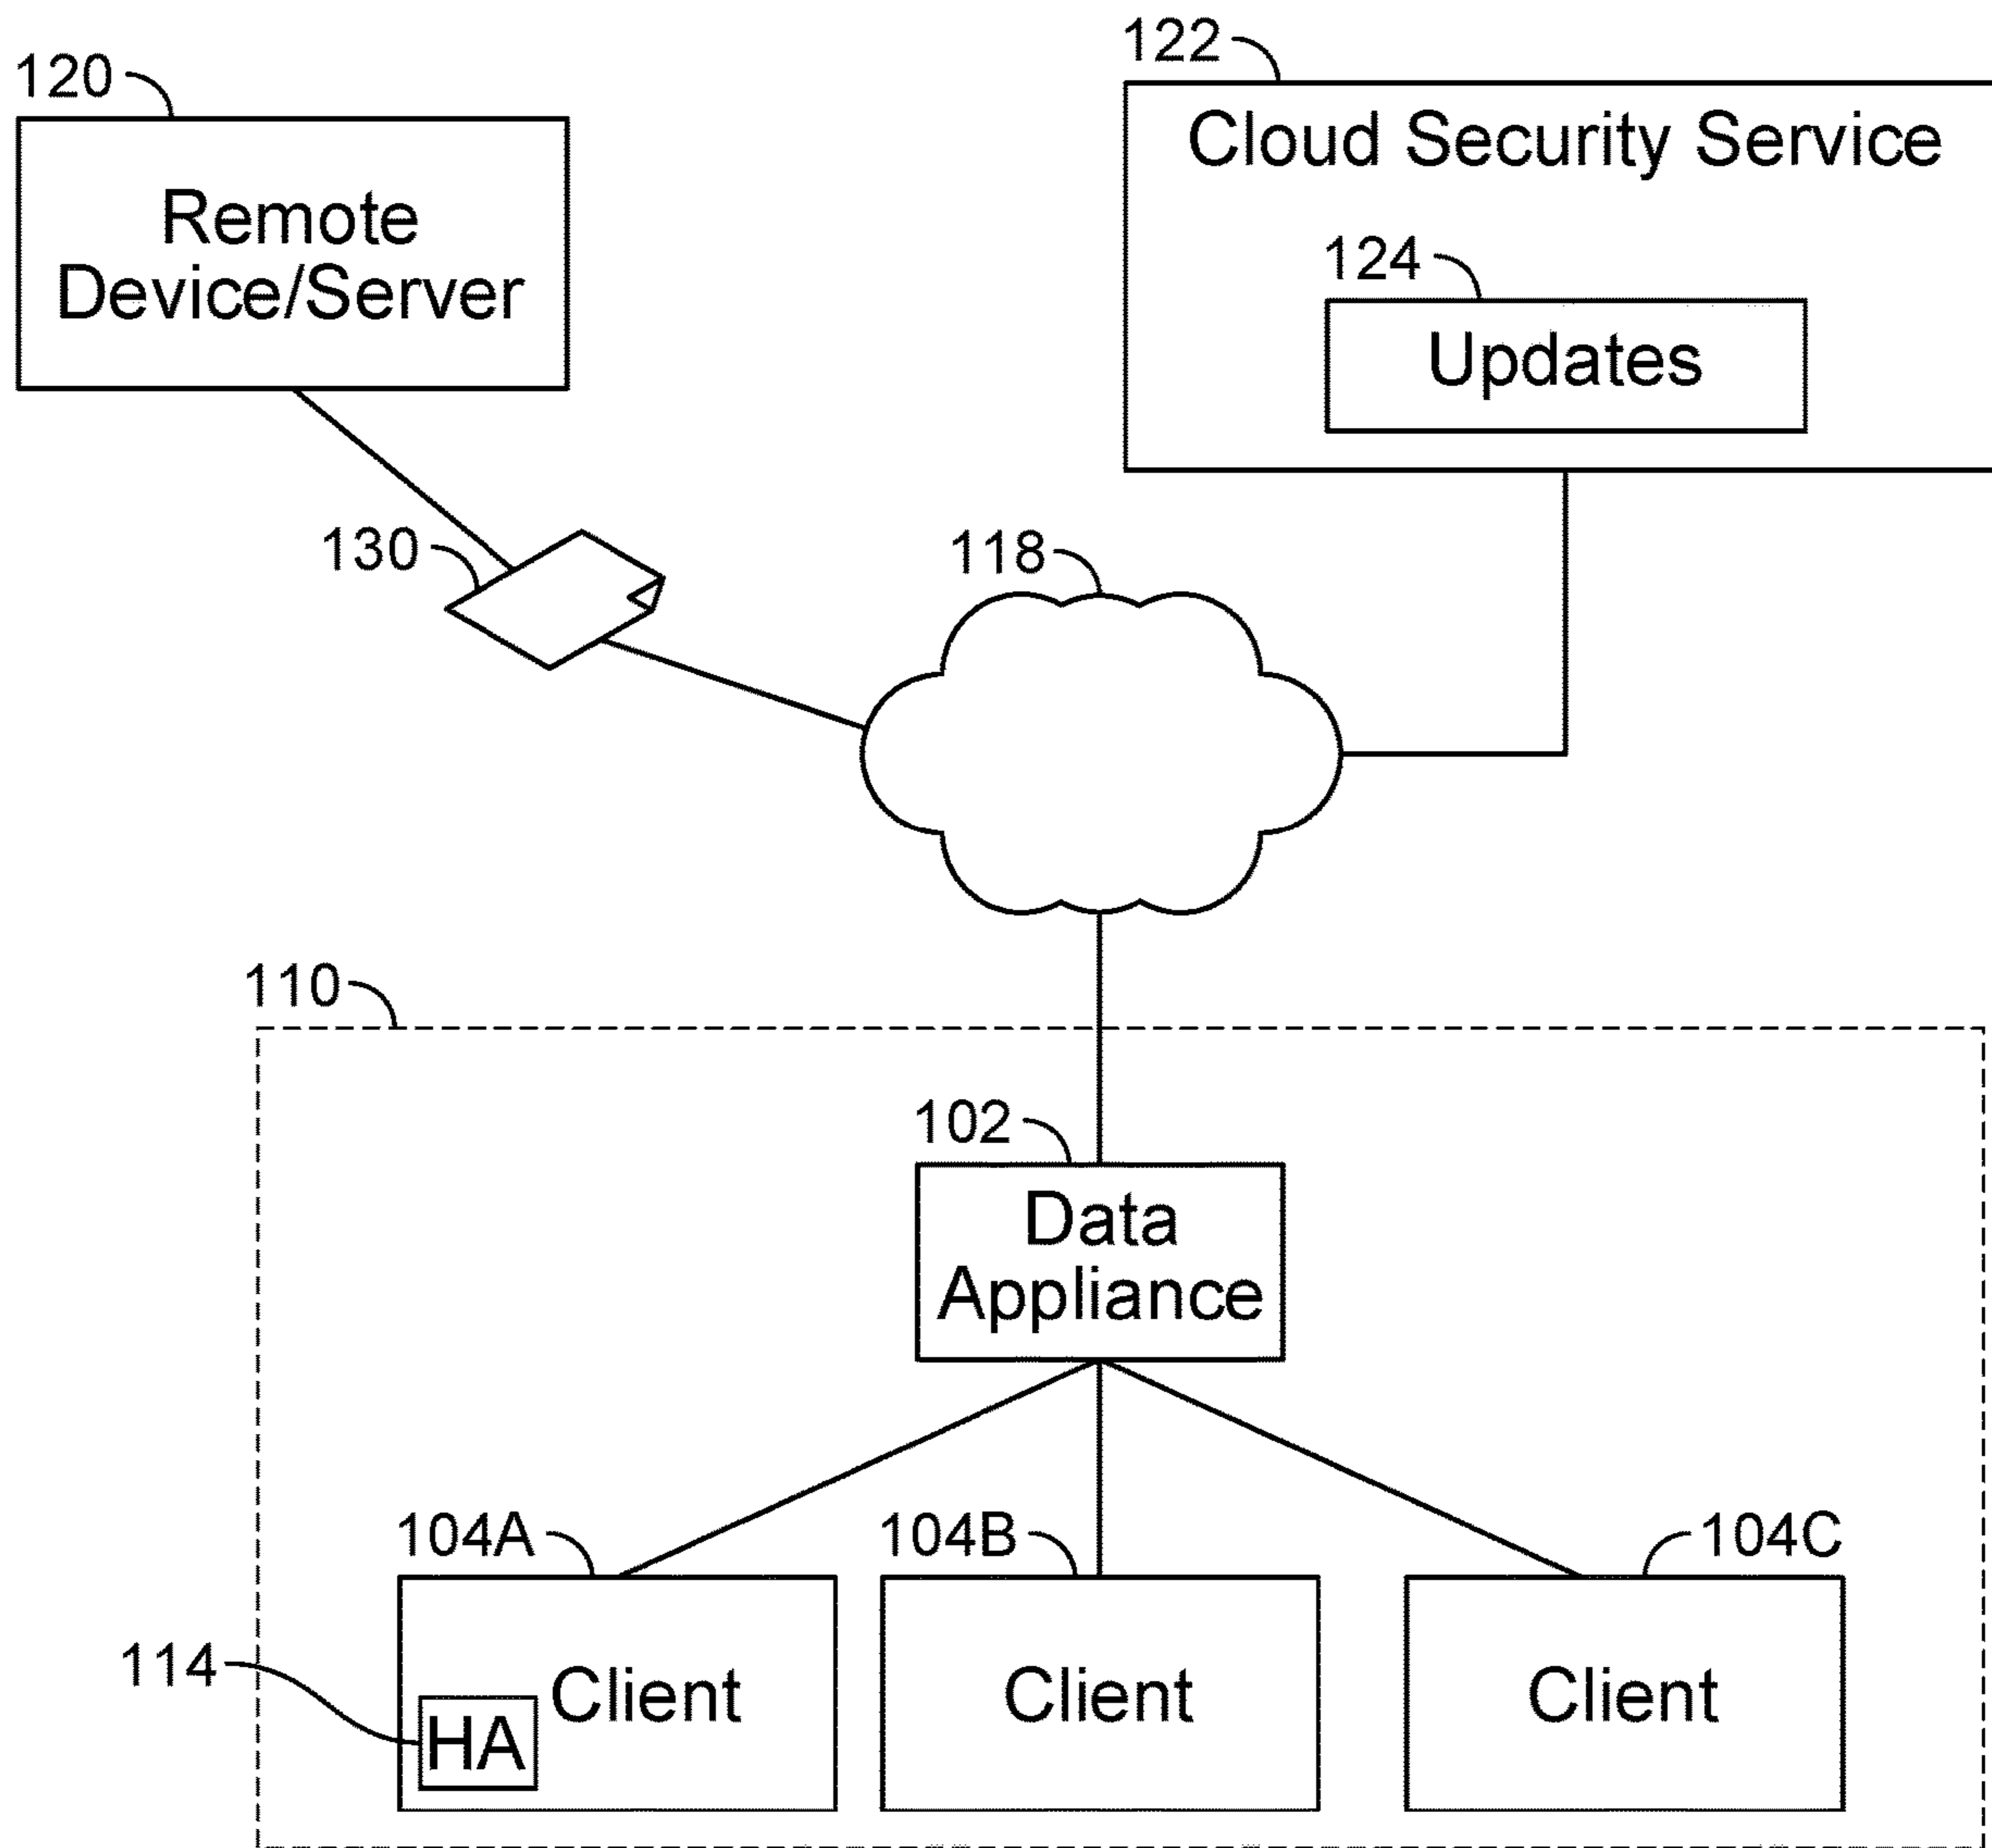 122
120
Cloud Security Service
Remote
Device/Server
124
Updates
130
118
110
102
Data
Appliance
104A
104B
104C
114
Client
HA
Client
Client